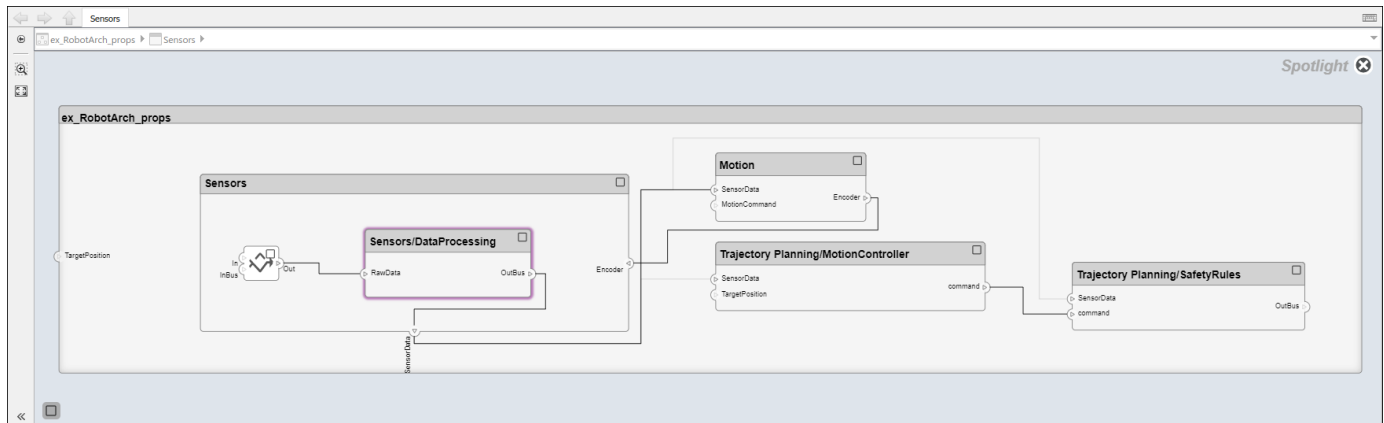 Sensors
ex_RobotArch_props
Sensors
Spotlight
ex_RobotArch_props
TargetPosition
Sensors
In
InBus
Out
Sensors/DataProcessing
RawData
OutBus
Encoder
SensorData
Motion
SensorData
MotionCommand
Encoder
Trajectory Planning/MotionController
SensorData
TargetPosition
command
Trajectory Planning/SafetyRules
SensorData
command
OutBus